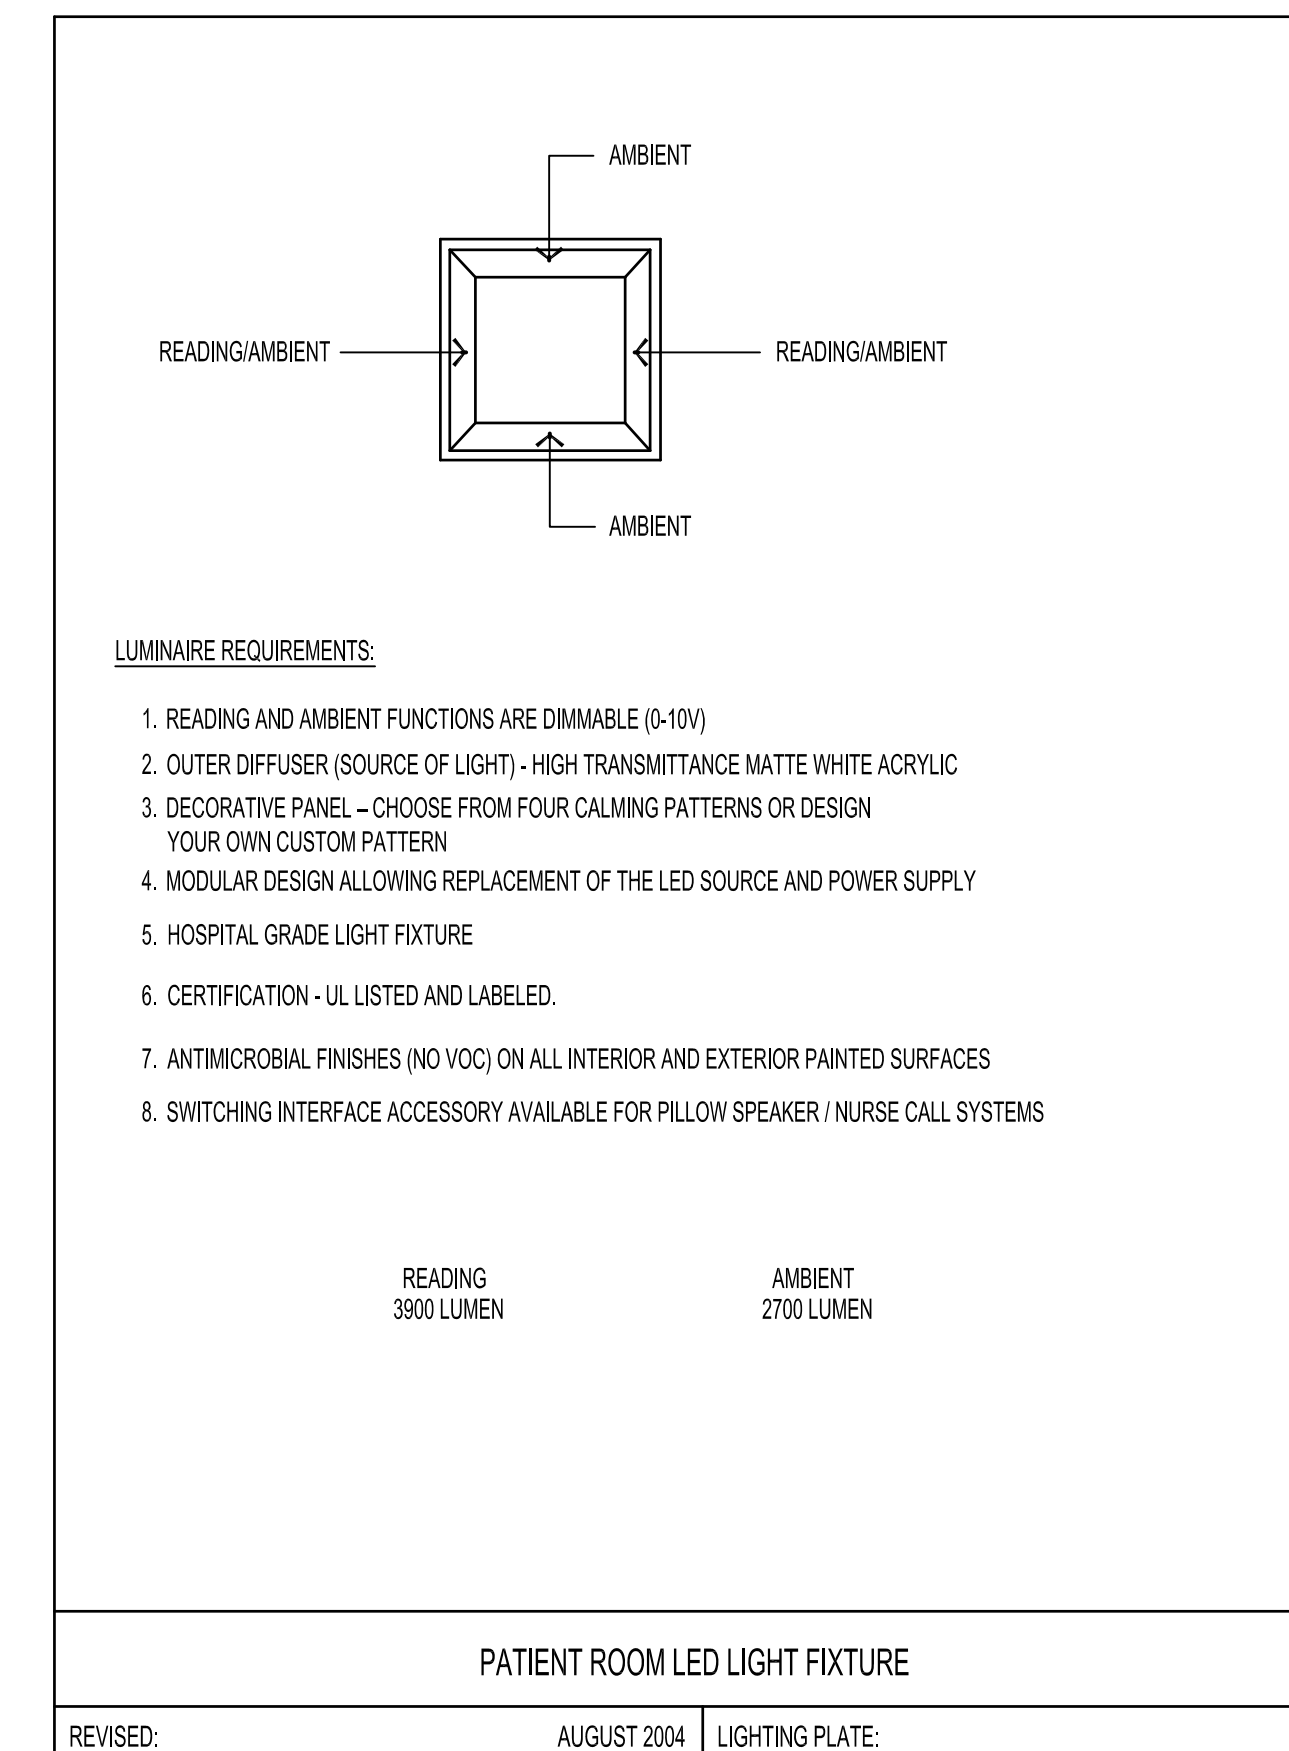 AMBIENT
READING/AMBIENT
READING/AMBIENT
AMBIENT
LUMINAIRE REQUIREMENTS:
1. READING AND AMBIENT FUNCTIONS ARE DIMMABLE (0-10V)
2. OUTER DIFFUSER (SOURCE OF LIGHT) - HIGH TRANSMITTANCE MATTE WHITE ACRYLIC
3. DECORATIVE PANEL – CHOOSE FROM FOUR CALMING PATTERNS OR DESIGN
YOUR OWN CUSTOM PATTERN
4. MODULAR DESIGN ALLOWING REPLACEMENT OF THE LED SOURCE AND POWER SUPPLY
5. HOSPITAL GRADE LIGHT FIXTURE
6. CERTIFICATION - UL LISTED AND LABELED.
7. ANTIMICROBIAL FINISHES (NO VOC) ON ALL INTERIOR AND EXTERIOR PAINTED SURFACES
8. SWITCHING INTERFACE ACCESSORY AVAILABLE FOR PILLOW SPEAKER / NURSE CALL SYSTEMS
READING
3900 LUMEN
AMBIENT
2700 LUMEN
PATIENT ROOM LED LIGHT FIXTURE
REVISED: AUGUST 2004
LIGHTING PLATE: